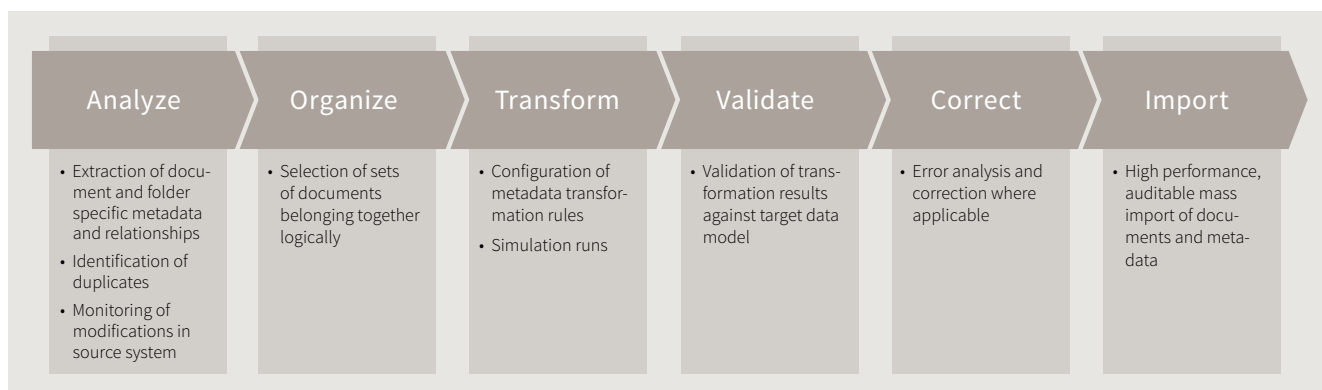 Analyze
• Extraction of docu-
ment and folder
specific metadata
and relationships
• Identification of
duplicates
• Monitoring of
modifications in
source system
Organize
• Selection of sets
of documents
belonging together
logically
Transform
• Configuration of
metadata transfor-
mation rules
• Simulation runs
Validate
• Validation of trans-
formation results
against target data
model
Correct
• Error analysis and
correction where
applicable
Import
• High performance,
auditable mass
import of docu-
ments and meta-
data